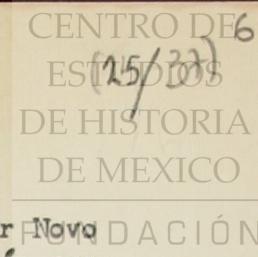 CENTRO DE 6
ESTUDIOS
(25/37)
DE HISTORIA
DE MEXICO
r Novo
FUNDACIÓN